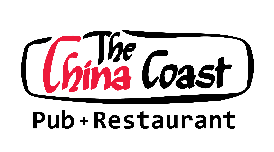 The
China Coast
Pub + Restaurant